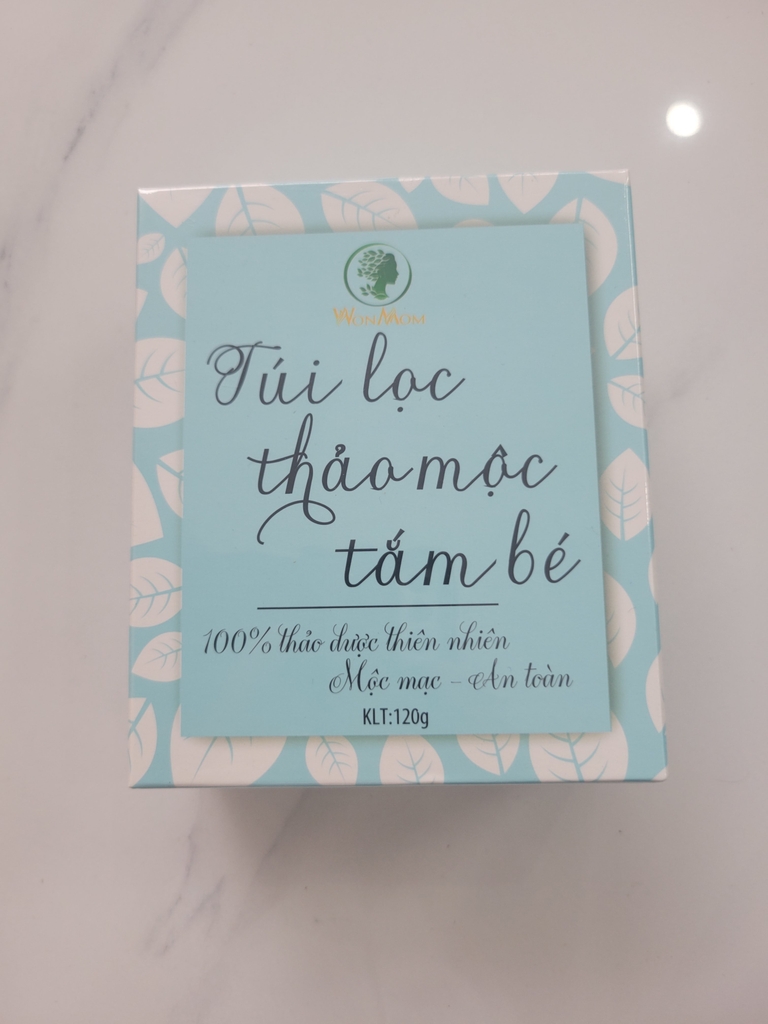 WONMOM
Túi lọc
thảo mộc
tắm bé
100% thảo dược thiên nhiên
Mộc mạc - An toàn
KLT:120g